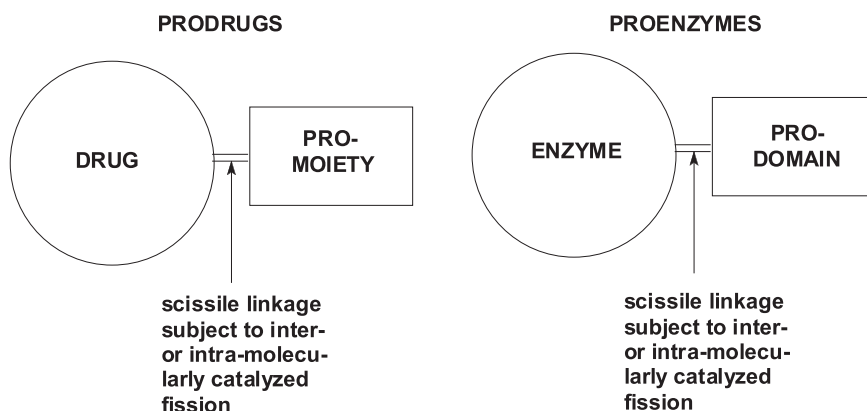 PRODRUGS
DRUG
PRO-
MOIETY
scissile linkage
subject to inter-
or intra-molecu-
larly catalyzed
fission
PROENZYMES
ENZYME
PRO-
DOMAIN
scissile linkage
subject to inter-
or intra-molecu-
larly catalyzed
fission